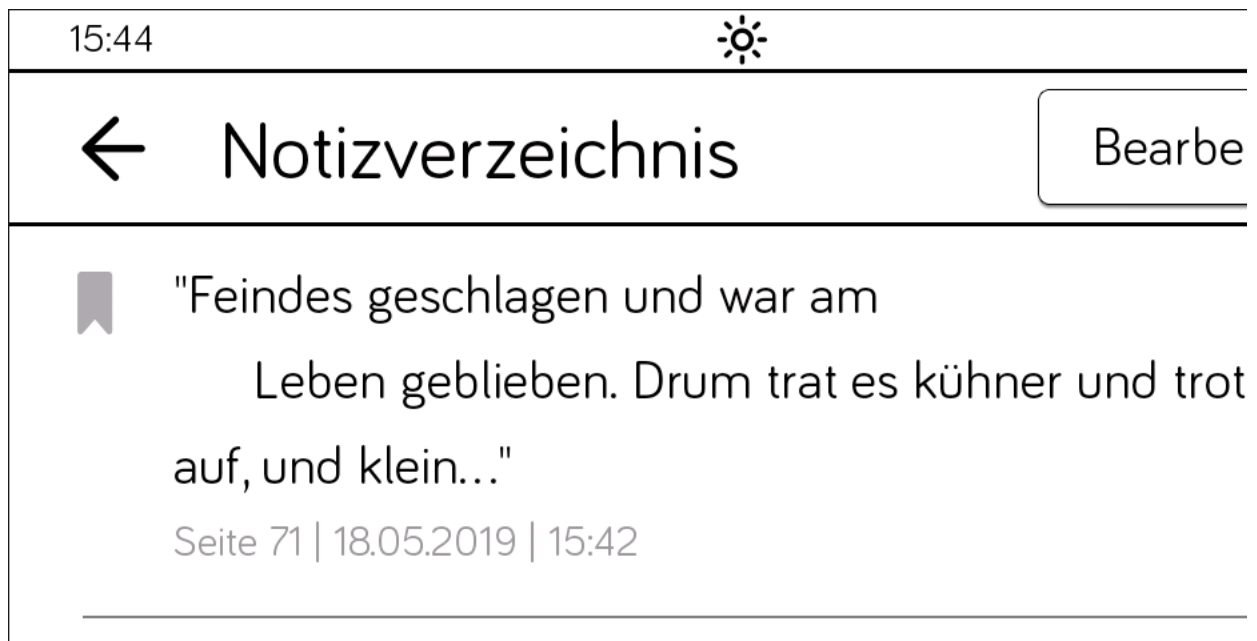 15:44
Notizverzeichnis
Bearbe
"Feindes geschlagen und war am
Leben geblieben. Drum trat es kühner und trot
auf, und klein..."
Seite 71 | 18.05.2019 | 15:42